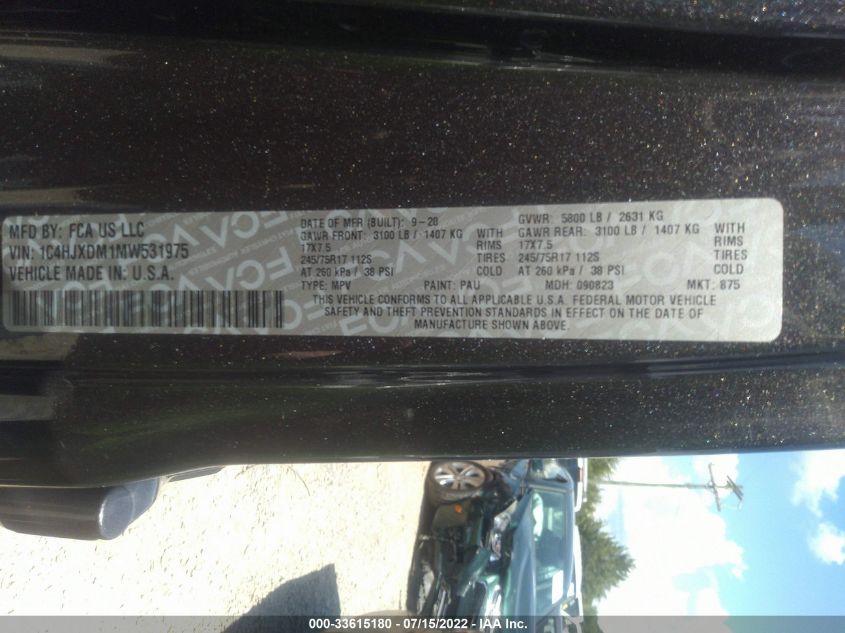 MFD BY: FCA US LLC
VIN: 1C4HJXDM1MW531975
VEHICLE MADE IN: U.S.A.
DATE OF MFR (BUILT): 9-20
GAWR FRONT: 3100 LB / 1407 KG WITH
17X7.5 RIMS
245/75R17 112S TIRES
AT 260 kPa / 38 PSI COLD
GVWR: 5800 LB / 2631 KG
GAWR REAR: 3100 LB / 1407 KG WITH
17X7.5 RIMS
245/75R17 112S TIRES
AT 260 kPa / 38 PSI COLD
TYPE: MPV PAINT: PAU MDH: 090823 MKT: 875
THIS VEHICLE CONFORMS TO ALL APPLICABLE U.S.A. FEDERAL MOTOR VEHICLE
SAFETY AND THEFT PREVENTION STANDARDS IN EFFECT ON THE DATE OF
MANUFACTURE SHOWN ABOVE.
000-33615180 - 07/15/2022 - IAA Inc.